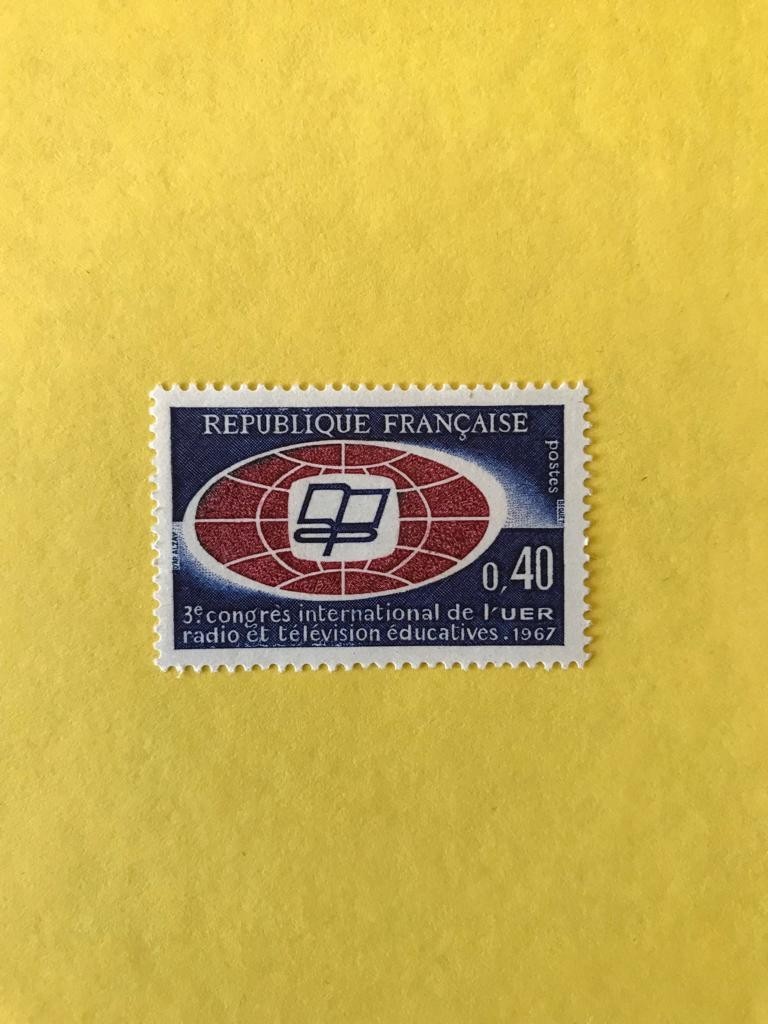 REPUBLIQUE FRANÇAISE
postes
0,40
3e congrès international de l'UER
radio et télévision éducatives.1967